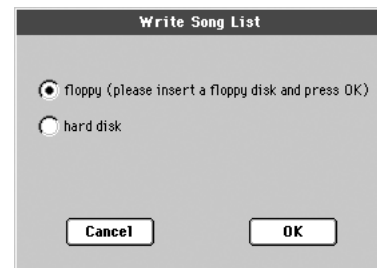 Write Song List
floppy (please insert a floppy disk and press OK)
hard disk
Cancel OK